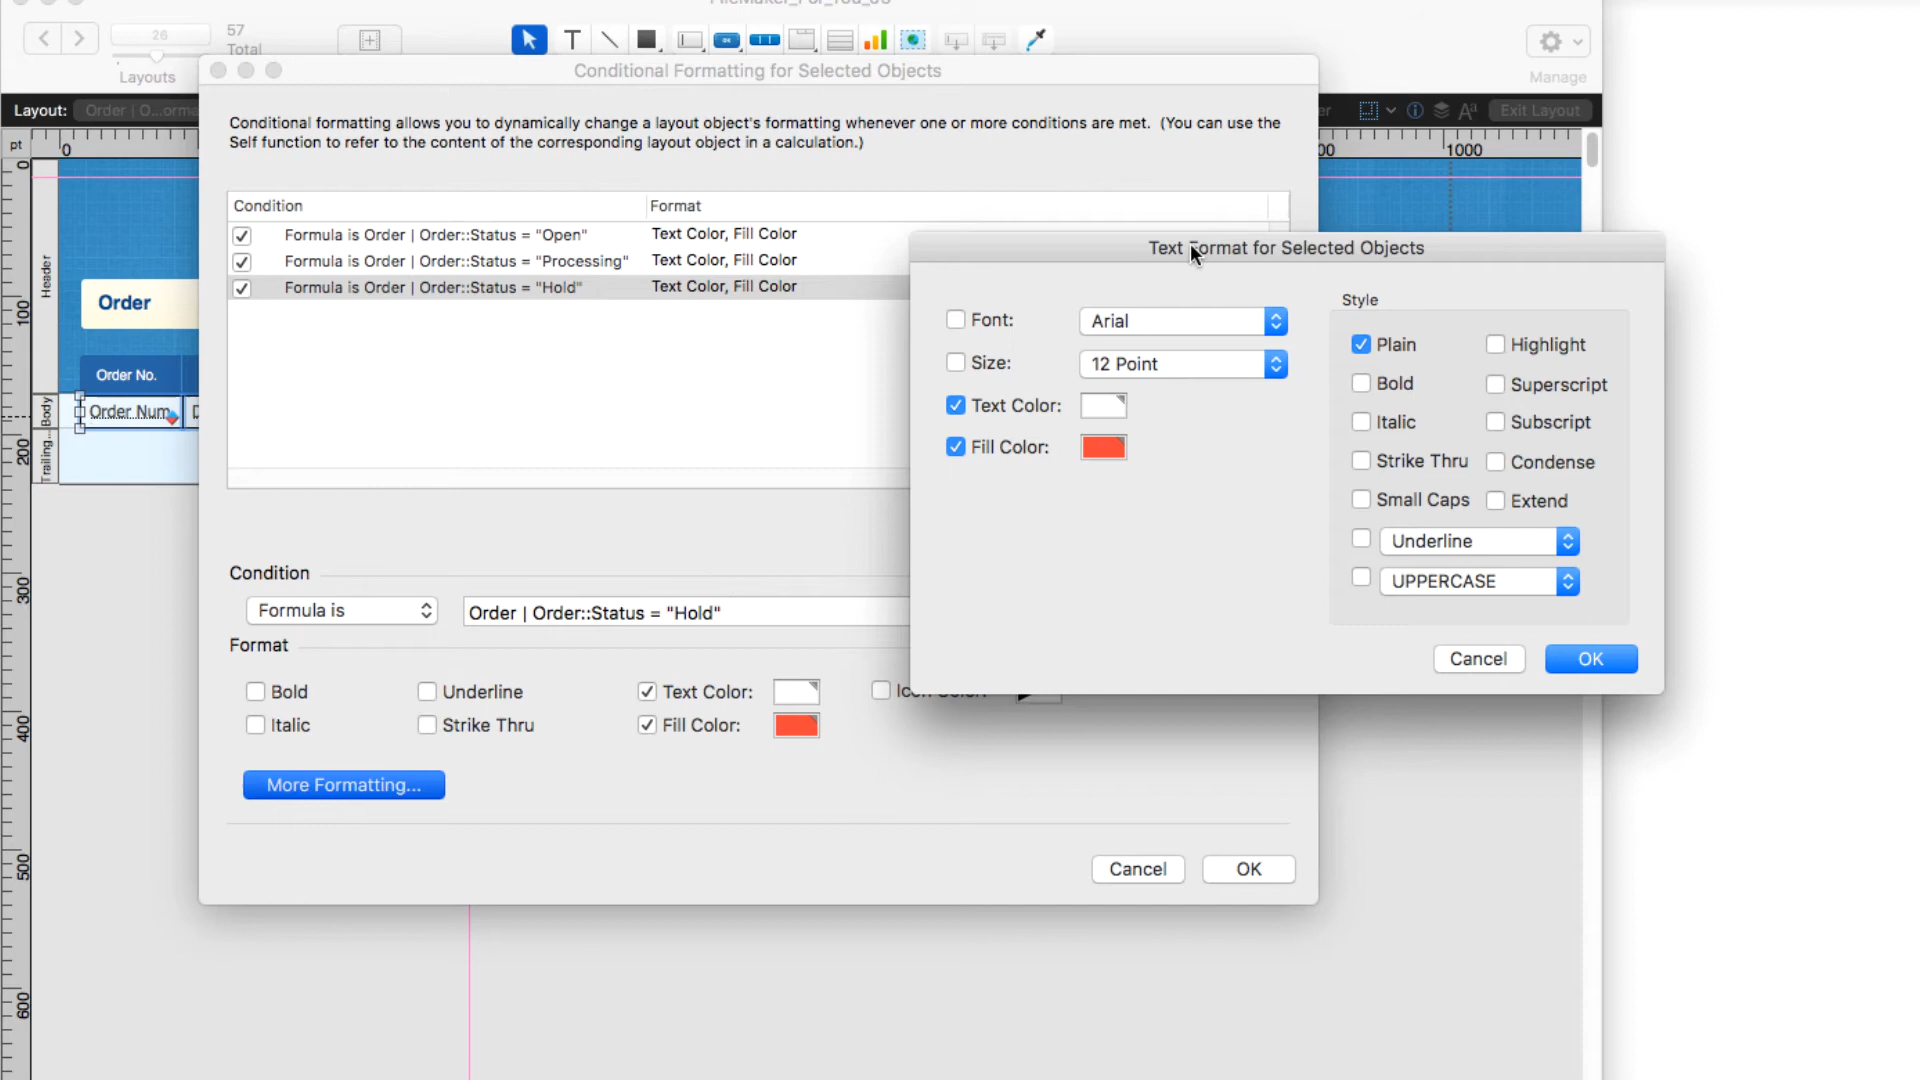 26
57
Total
Layouts
Manage
Conditional Formatting for Selected Objects
Layout:
Exit Layout
Conditional formatting allows you to dynamically change a layout object's formatting whenever one or more conditions are met. (You can use the
Self function to refer to the content of the corresponding layout object in a calculation.)
pt
0
1000
0
100
200
300
400
500
600
Header
Body
Trailing...
Order
Order No.
Order Num
Condition
Format
Formula is Order | Order::Status = "Open"
Text Color, Fill Color
Formula is Order | Order::Status = "Processing"
Text Color, Fill Color
Formula is Order | Order::Status = "Hold"
Text Color, Fill Color
Condition
Formula is
Order | Order::Status = "Hold"
Format
Bold
Underline
Text Color:
Italic
Strike Thru
Fill Color:
More Formatting...
Cancel
OK
Text Format for Selected Objects
Font:
Arial
Size:
12 Point
Text Color:
Fill Color:
Style
Plain
Highlight
Bold
Superscript
Italic
Subscript
Strike Thru
Condense
Small Caps
Extend
Underline
UPPERCASE
Cancel
OK